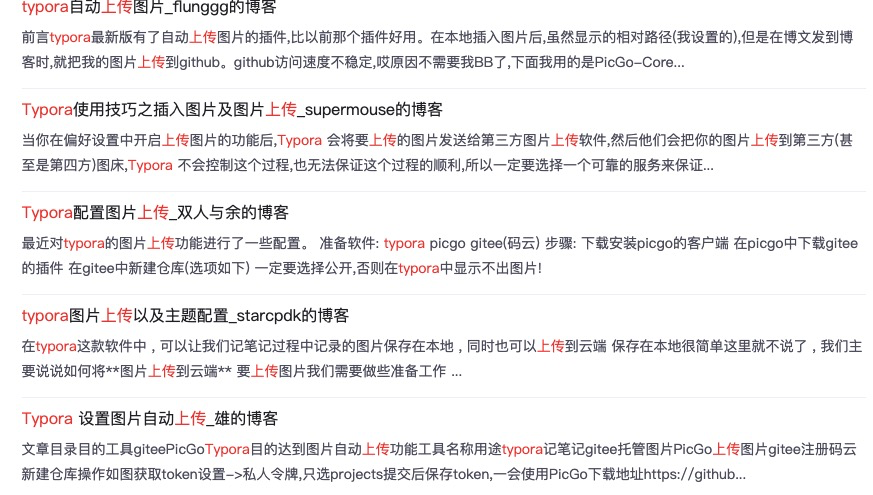 typora自动上传图片_flunggg的博客
前言typora最新版有了自动上传图片的插件,比以前那个插件好用。在本地插入图片后,虽然显示的相对路径(我设置的),但是在博文发到博
客时,就把我的图片上传到github。github访问速度不稳定,哎原因不需要我BB了,下面我用的是PicGo-Core...
Typora使用技巧之插入图片及图片上传_supermouse的博客
当你在偏好设置中开启上传图片的功能后,Typora 会将要上传的图片发送给第三方图片上传软件,然后他们会把你的图片上传到第三方(甚
至是第四方)图床,Typora 不会控制这个过程,也无法保证这个过程的顺利,所以一定要选择一个可靠的服务来保证...
Typora配置图片上传_双人与余的博客
最近对typora的图片上传功能进行了一些配置。 准备软件: typora picgo gitee(码云) 步骤: 下载安装picgo的客户端 在picgo中下载gitee
的插件 在gitee中新建仓库(选项如下) 一定要选择公开,否则在typora中显示不出图片!
typora图片上传以及主题配置_starcpdk的博客
在typora这款软件中 , 可以让我们记笔记过程中记录的图片保存在本地 , 同时也可以上传到云端 保存在本地很简单这里就不说了 , 我们主
要说说如何将**图片上传到云端** 要上传图片我们需要做些准备工作 ...
Typora 设置图片自动上传_雄的博客
文章目录目的工具giteePicGoTypora目的达到图片自动上传功能工具名称用途typora记笔记gitee托管图片PicGo上传图片gitee注册码云
新建仓库操作如图获取token设置->私人令牌,只选projects提交后保存token,一会使用PicGo下载地址https://github...